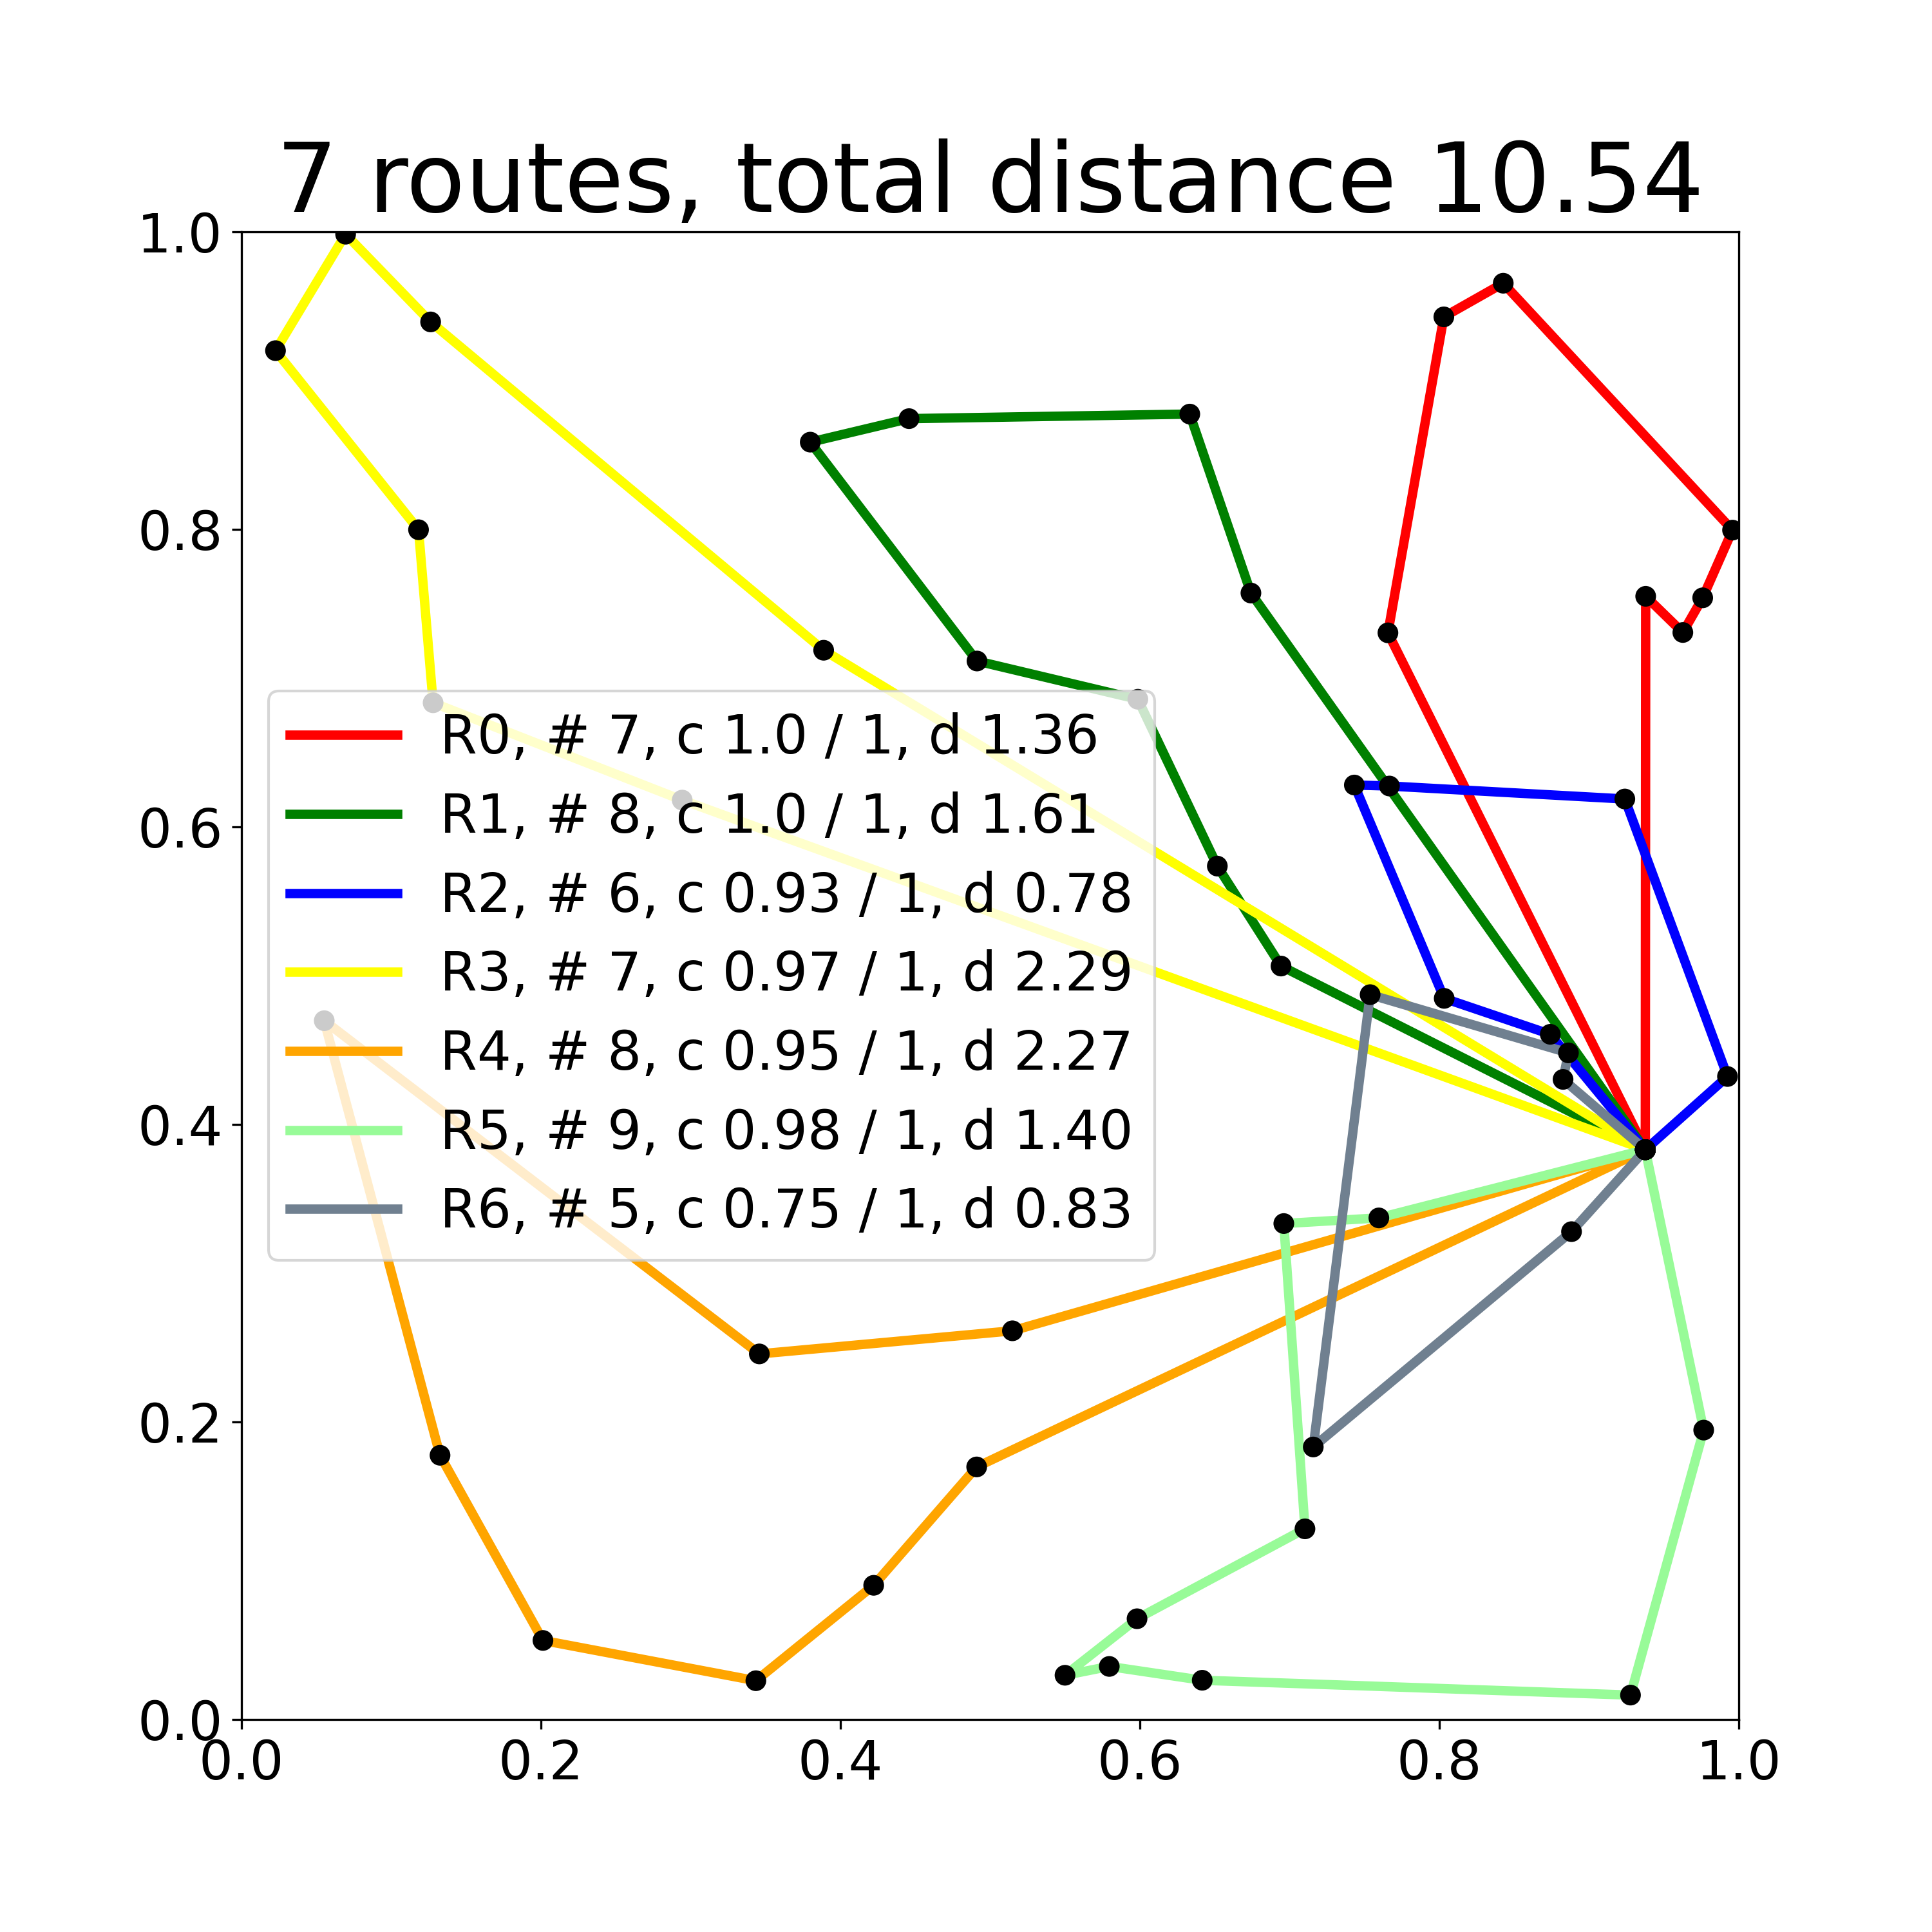 7 routes, total distance 10.54
1.0
0.8
0.6
0.4
0.2
0.0
R0, # 7, c 1.0 / 1, d 1.36
R1, # 8, c 1.0 / 1, d 1.61
R2, # 6, c 0.93 / 1, d 0.78
R3, # 7, c 0.97 / 1, d 2.29
R4, # 8, c 0.95 / 1, d 2.27
R5, # 9, c 0.98 / 1, d 1.40
R6, # 5, c 0.75 / 1, d 0.83
0.0 0.2 0.4 0.6 0.8 1.0